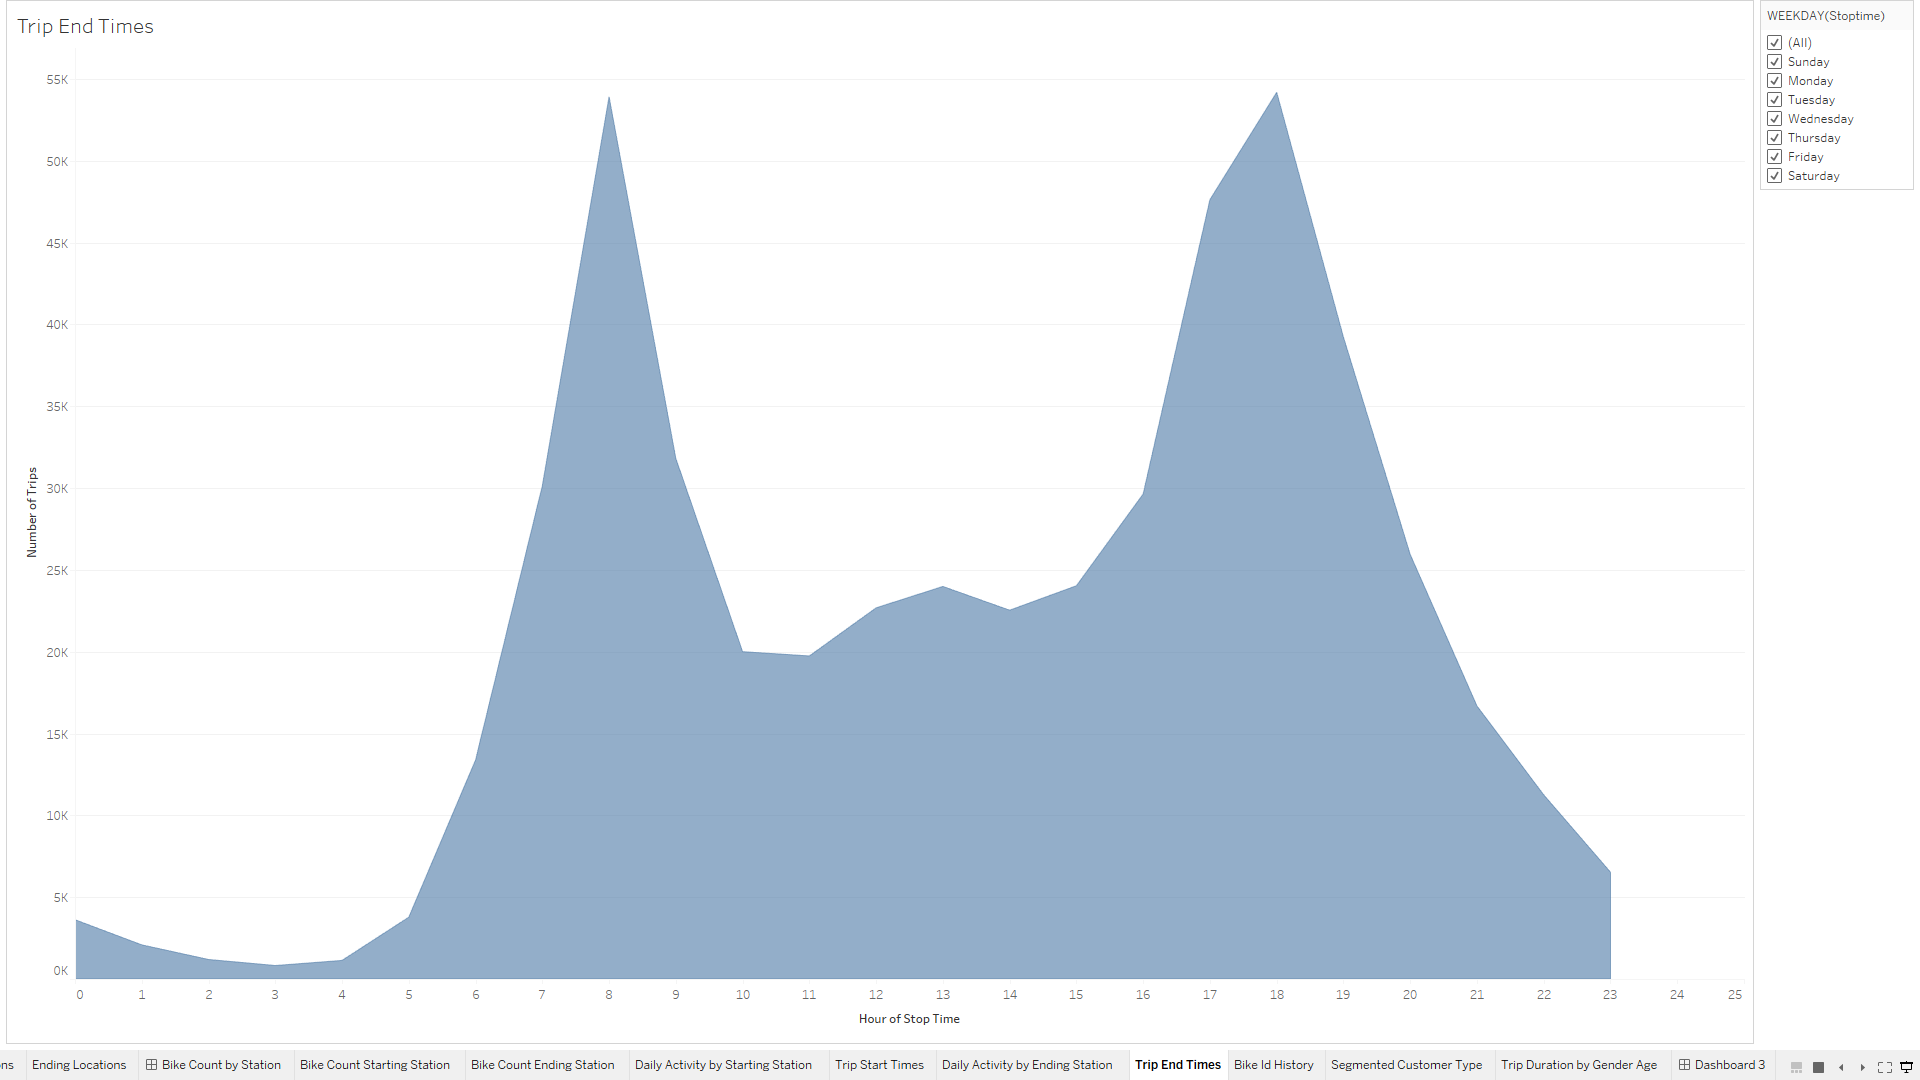 Trip End Times
WEEKDAY(Stoptime)
(All)
Sunday
Monday
Tuesday
Wednesday
Thursday
Friday
Saturday
55K
50K
45K
40K
35K
30K
25K
20K
15K
10K
5K
0K
Number of Trips
0 1 2 3 4 5 6 7 8 9 10 11 12 13 14 15 16 17 18 19 20 21 22 23 24 25
Hour of Stop Time
ns Ending Locations Bike Count by Station Bike Count Starting Station Bike Count Ending Station Daily Activity by Starting Station Trip Start Times Daily Activity by Ending Station Trip End Times Bike Id History Segmented Customer Type Trip Duration by Gender Age Dashboard 3